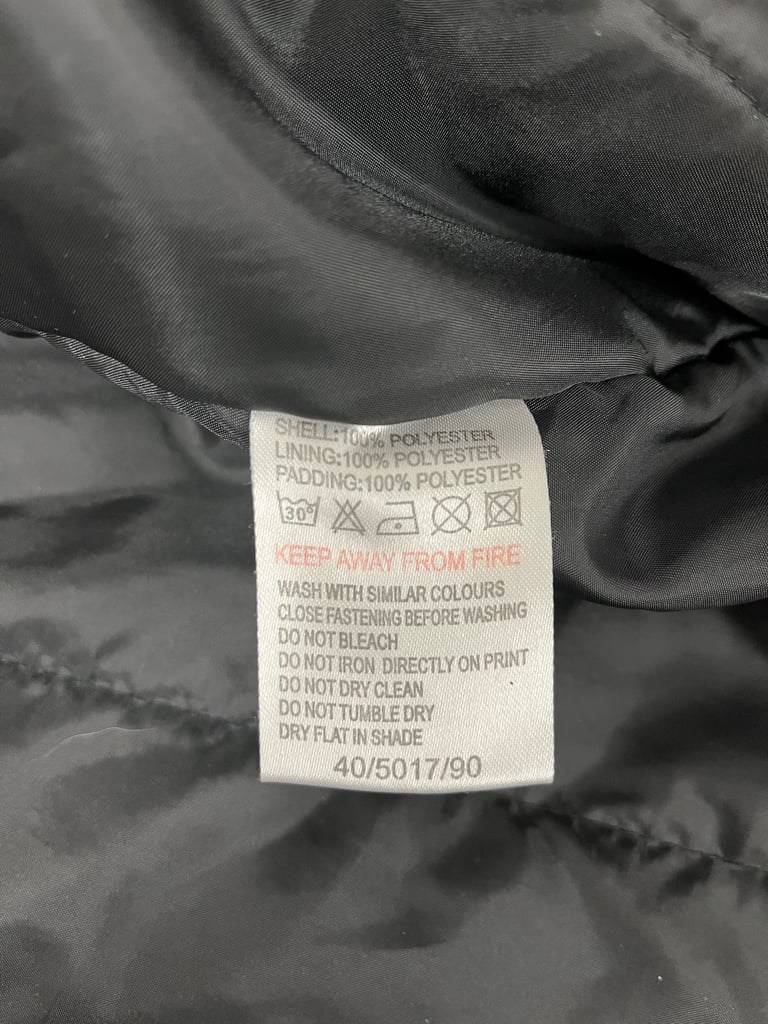 SHELL:100% POLYESTER
LINING:100% POLYESTER
PADDING:100% POLYESTER
30°
KEEP AWAY FROM FIRE
WASH WITH SIMILAR COLOURS
CLOSE FASTENING BEFORE WASHING
DO NOT BLEACH
DO NOT IRON DIRECTLY ON PRINT
DO NOT DRY CLEAN
DO NOT TUMBLE DRY
DRY FLAT IN SHADE
40/5017/90